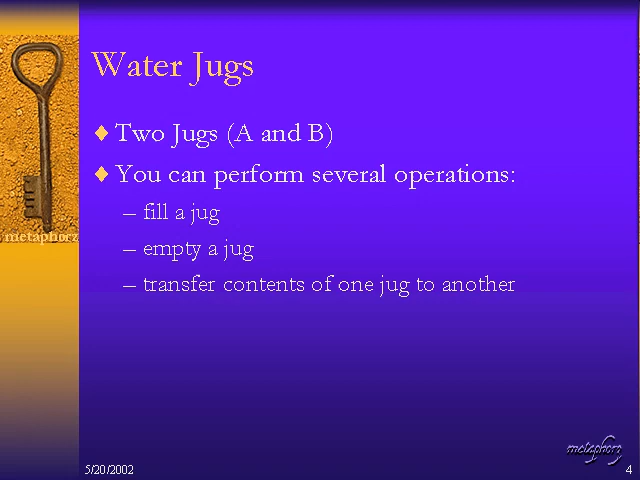 Water Jugs
♦ Two Jugs (A and B)
♦ You can perform several operations:
– fill a jug
– empty a jug
– transfer contents of one jug to another
metaphorz
metaphorz
5/20/2002
4